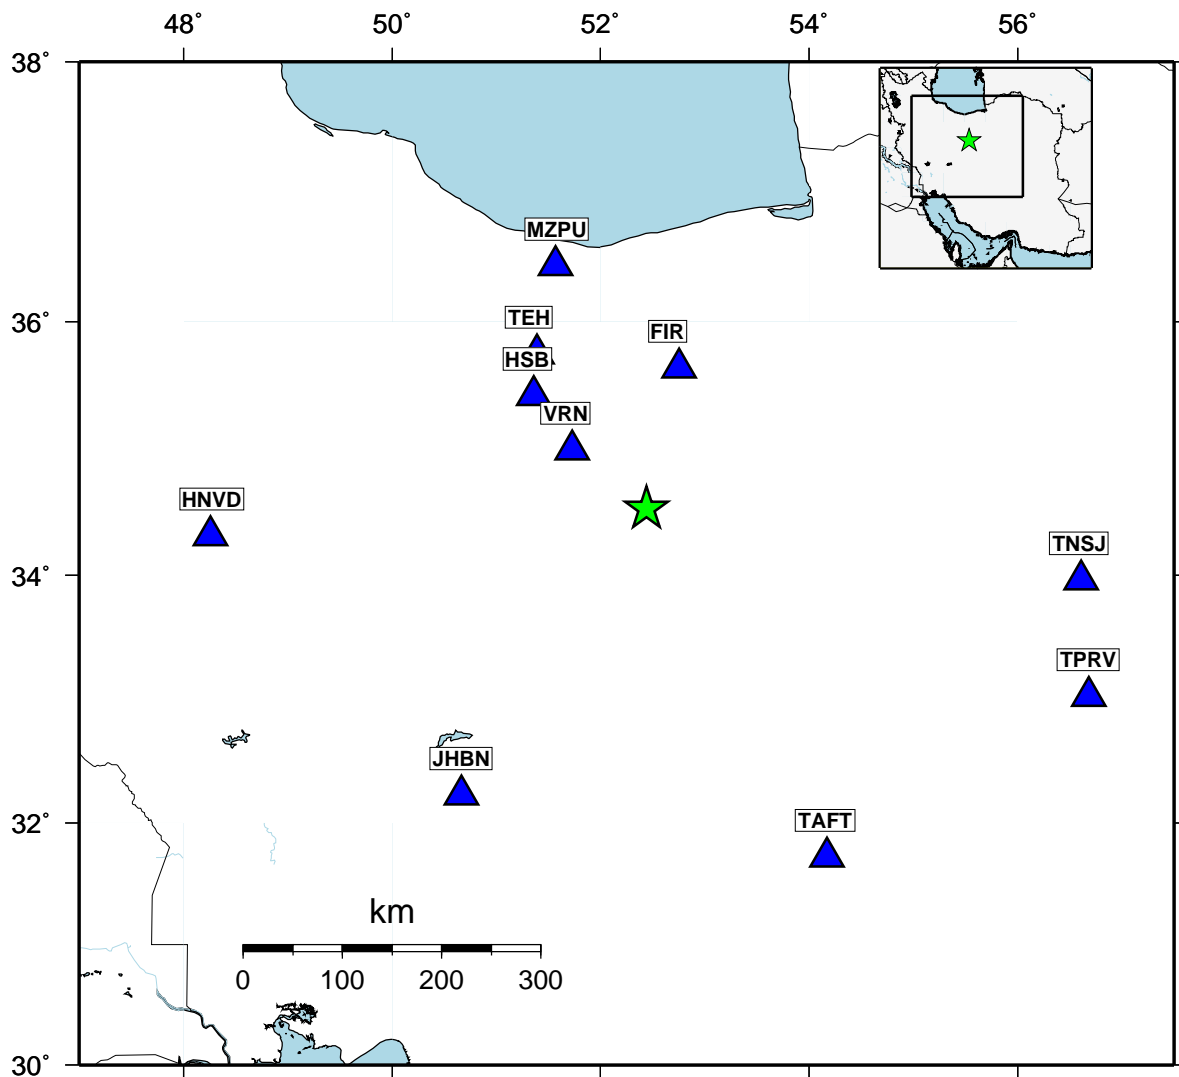 48° 50° 52° 54° 56°
38°
MZPU
36°
TEH
FIR
HSB
VRN
HNVD
34°
TNSJ
TPRV
JHBN
32°
TAFT
km
0 100 200 300
30°